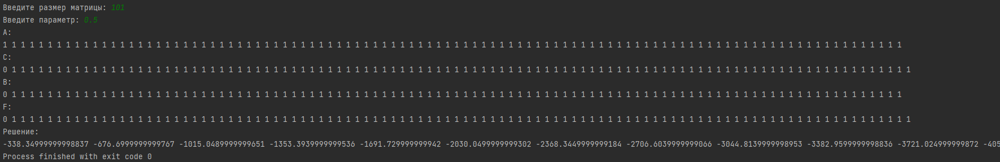 Введите размер матрицы: 101
Введите параметр: 0.5
A:
1 1 1 1 1 1 1 1 1 1 1 1 1 1 1 1 1 1 1 1 1 1 1 1 1 1 1 1 1 1 1 1 1 1 1 1 1 1 1 1 1 1 1 1 1 1 1 1 1 1 1 1 1 1 1 1 1 1 1 1 1 1 1 1 1 1 1 1 1 1 1 1 1 1 1 1 1 1 1 1 1 1 1 1 1 1 1 1 1 1 1 1 1 1 1 1 1 1 1 1
C:
0 1 1 1 1 1 1 1 1 1 1 1 1 1 1 1 1 1 1 1 1 1 1 1 1 1 1 1 1 1 1 1 1 1 1 1 1 1 1 1 1 1 1 1 1 1 1 1 1 1 1 1 1 1 1 1 1 1 1 1 1 1 1 1 1 1 1 1 1 1 1 1 1 1 1 1 1 1 1 1 1 1 1 1 1 1 1 1 1 1 1 1 1 1 1 1 1 1 1 1 1
B:
0 1 1 1 1 1 1 1 1 1 1 1 1 1 1 1 1 1 1 1 1 1 1 1 1 1 1 1 1 1 1 1 1 1 1 1 1 1 1 1 1 1 1 1 1 1 1 1 1 1 1 1 1 1 1 1 1 1 1 1 1 1 1 1 1 1 1 1 1 1 1 1 1 1 1 1 1 1 1 1 1 1 1 1 1 1 1 1 1 1 1 1 1 1 1 1 1 1 1 1
F:
0 1 1 1 1 1 1 1 1 1 1 1 1 1 1 1 1 1 1 1 1 1 1 1 1 1 1 1 1 1 1 1 1 1 1 1 1 1 1 1 1 1 1 1 1 1 1 1 1 1 1 1 1 1 1 1 1 1 1 1 1 1 1 1 1 1 1 1 1 1 1 1 1 1 1 1 1 1 1 1 1 1 1 1 1 1 1 1 1 1 1 1 1 1 1 1 1 1 1 1 1
Решение:
-338.34999999998837 -676.6999999999767 -1015.0489999999651 -1353.3939999999536 -1691.729999999942 -2030.0499999999302 -2368.3449999999184 -2706.6039999999066 -3044.8139999998953 -3382.9599999998836 -3721.024999999872 -405
Process finished with exit code 0